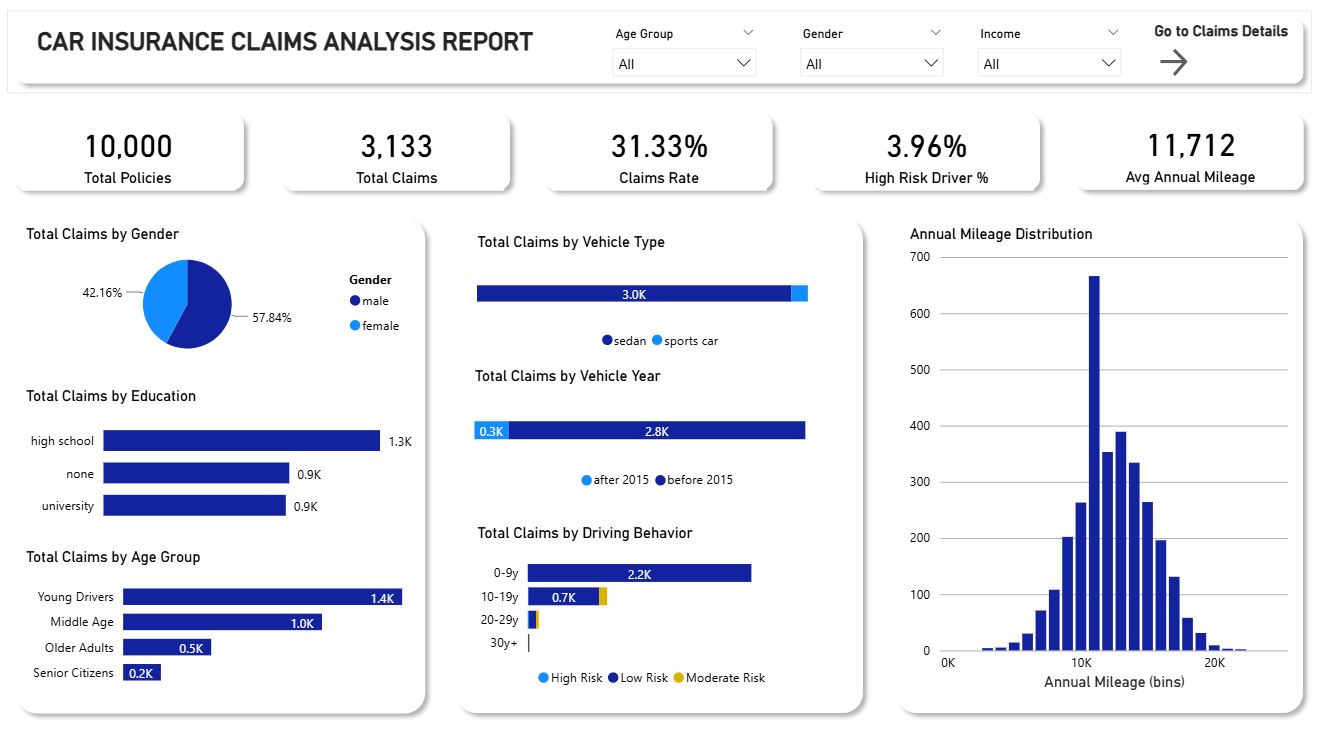 CAR INSURANCE CLAIMS ANALYSIS REPORT
Age Group
All
Gender
All
Income
All
Go to Claims Details
10,000
Total Policies
3,133
Total Claims
31.33%
Claims Rate
3.96%
High Risk Driver %
11,712
Avg Annual Mileage
Total Claims by Gender
42.16%
57.84%
Gender
male
female
Total Claims by Education
high school 1.3K
none 0.9K
university 0.9K
Total Claims by Age Group
Young Drivers 1.4K
Middle Age 1.0K
Older Adults 0.5K
Senior Citizens 0.2K
Total Claims by Vehicle Type
3.0K
sedan sports car
Total Claims by Vehicle Year
0.3K 2.8K
after 2015 before 2015
Total Claims by Driving Behavior
0-9y 2.2K
10-19y 0.7K
20-29y
30y+
High Risk Low Risk Moderate Risk
Annual Mileage Distribution
700
600
500
400
300
200
100
0
0K 10K 20K
Annual Mileage (bins)